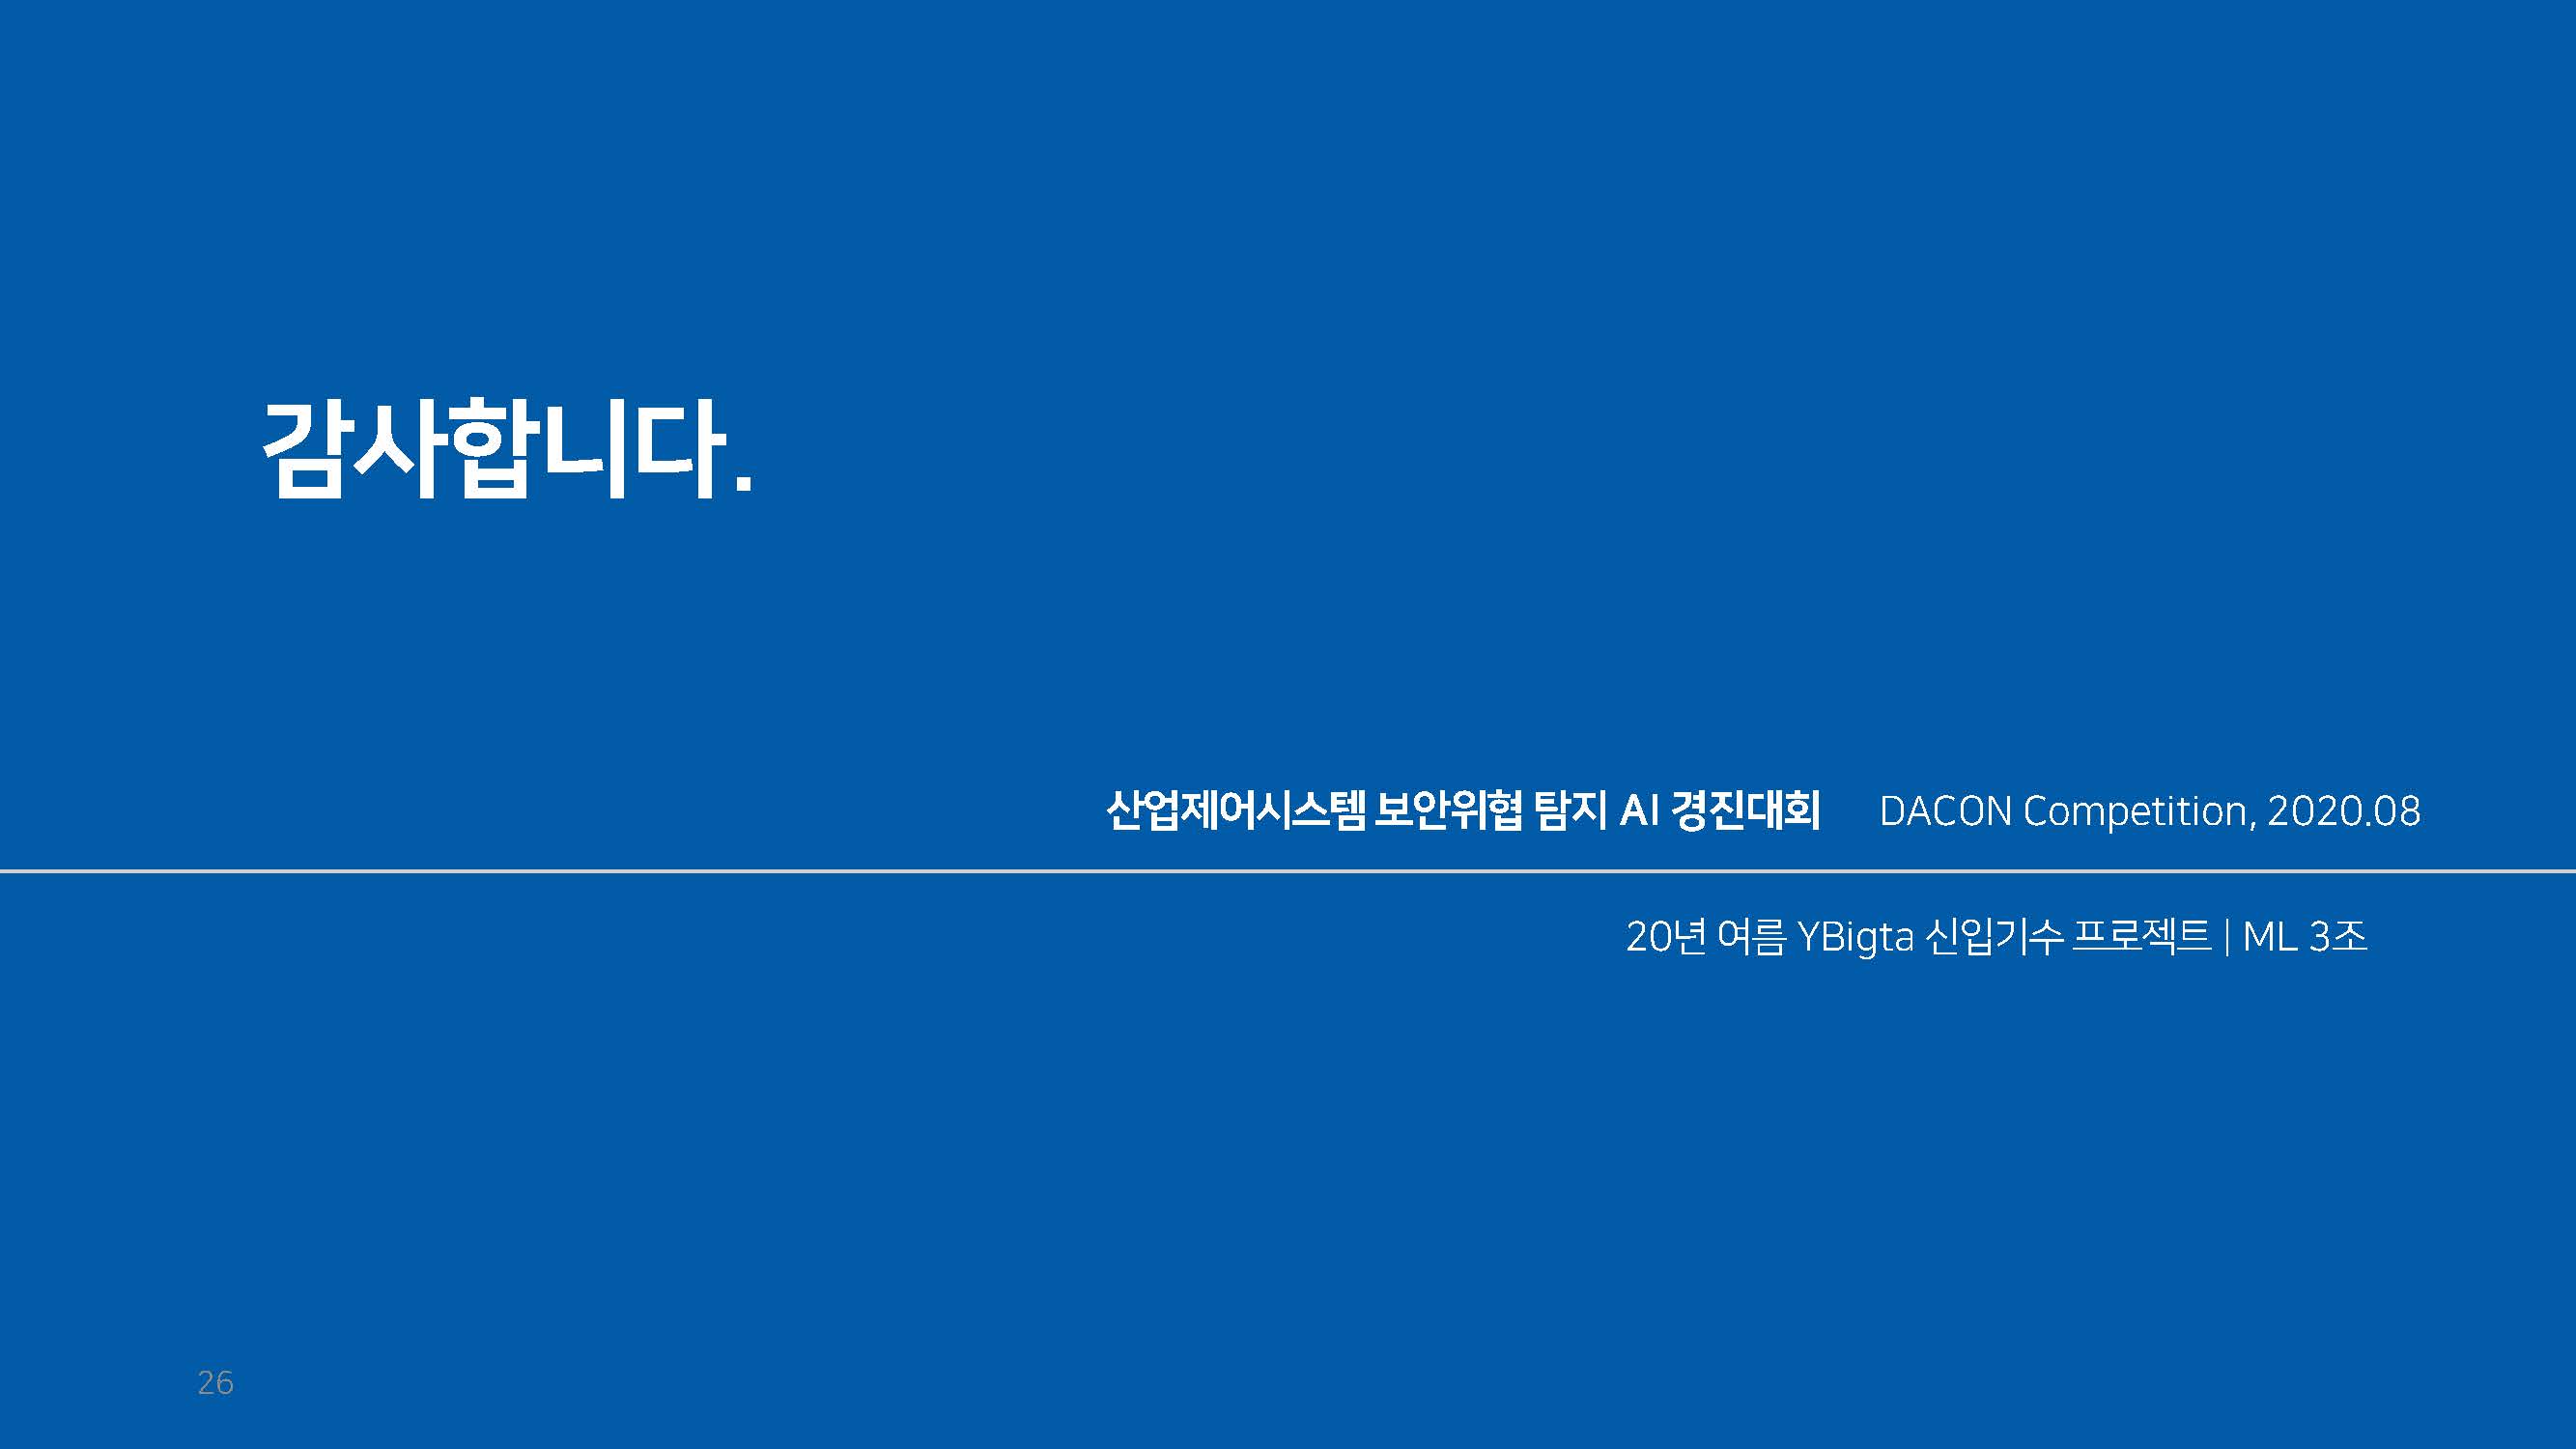 감사합니다.
산업제어시스템 보안위협 탐지 AI 경진대회 DACON Competition, 2020.08
20년 여름 YBigta 신입기수 프로젝트 | ML 3조
26